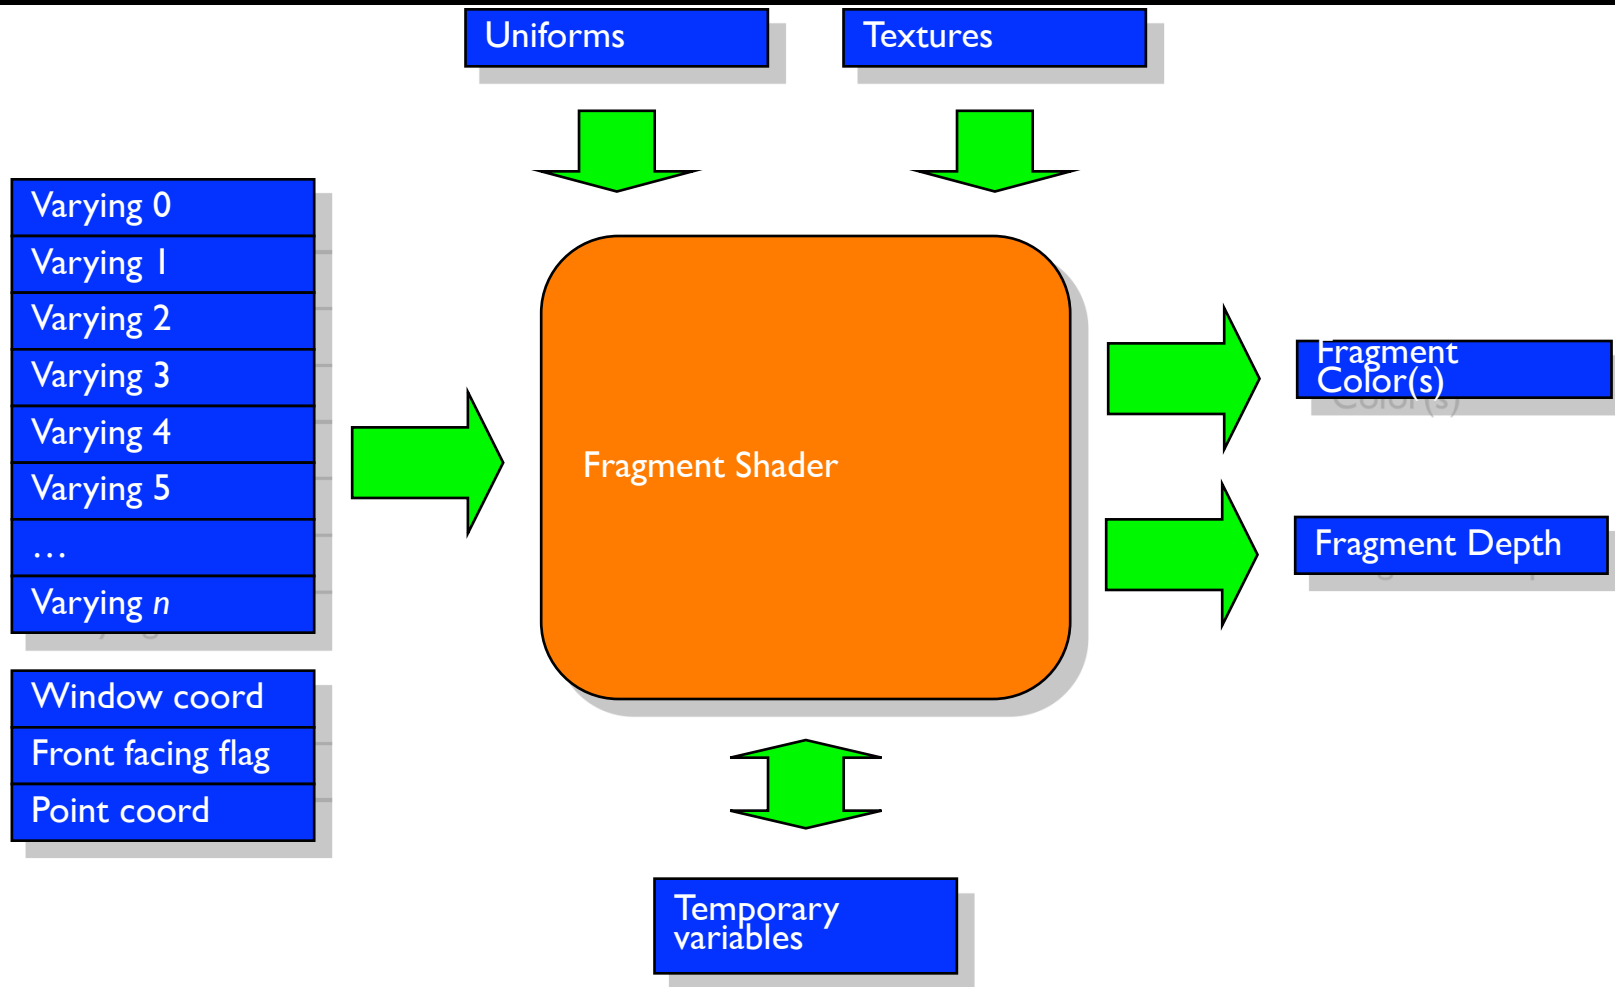 Uniforms
Textures
Varying 0
Varying 1
Varying 2
Varying 3
Varying 4
Varying 5
…
Varying n
Window coord
Front facing flag
Point coord
Fragment Shader
Fragment
Color(s)
Fragment Depth
Temporary
variables